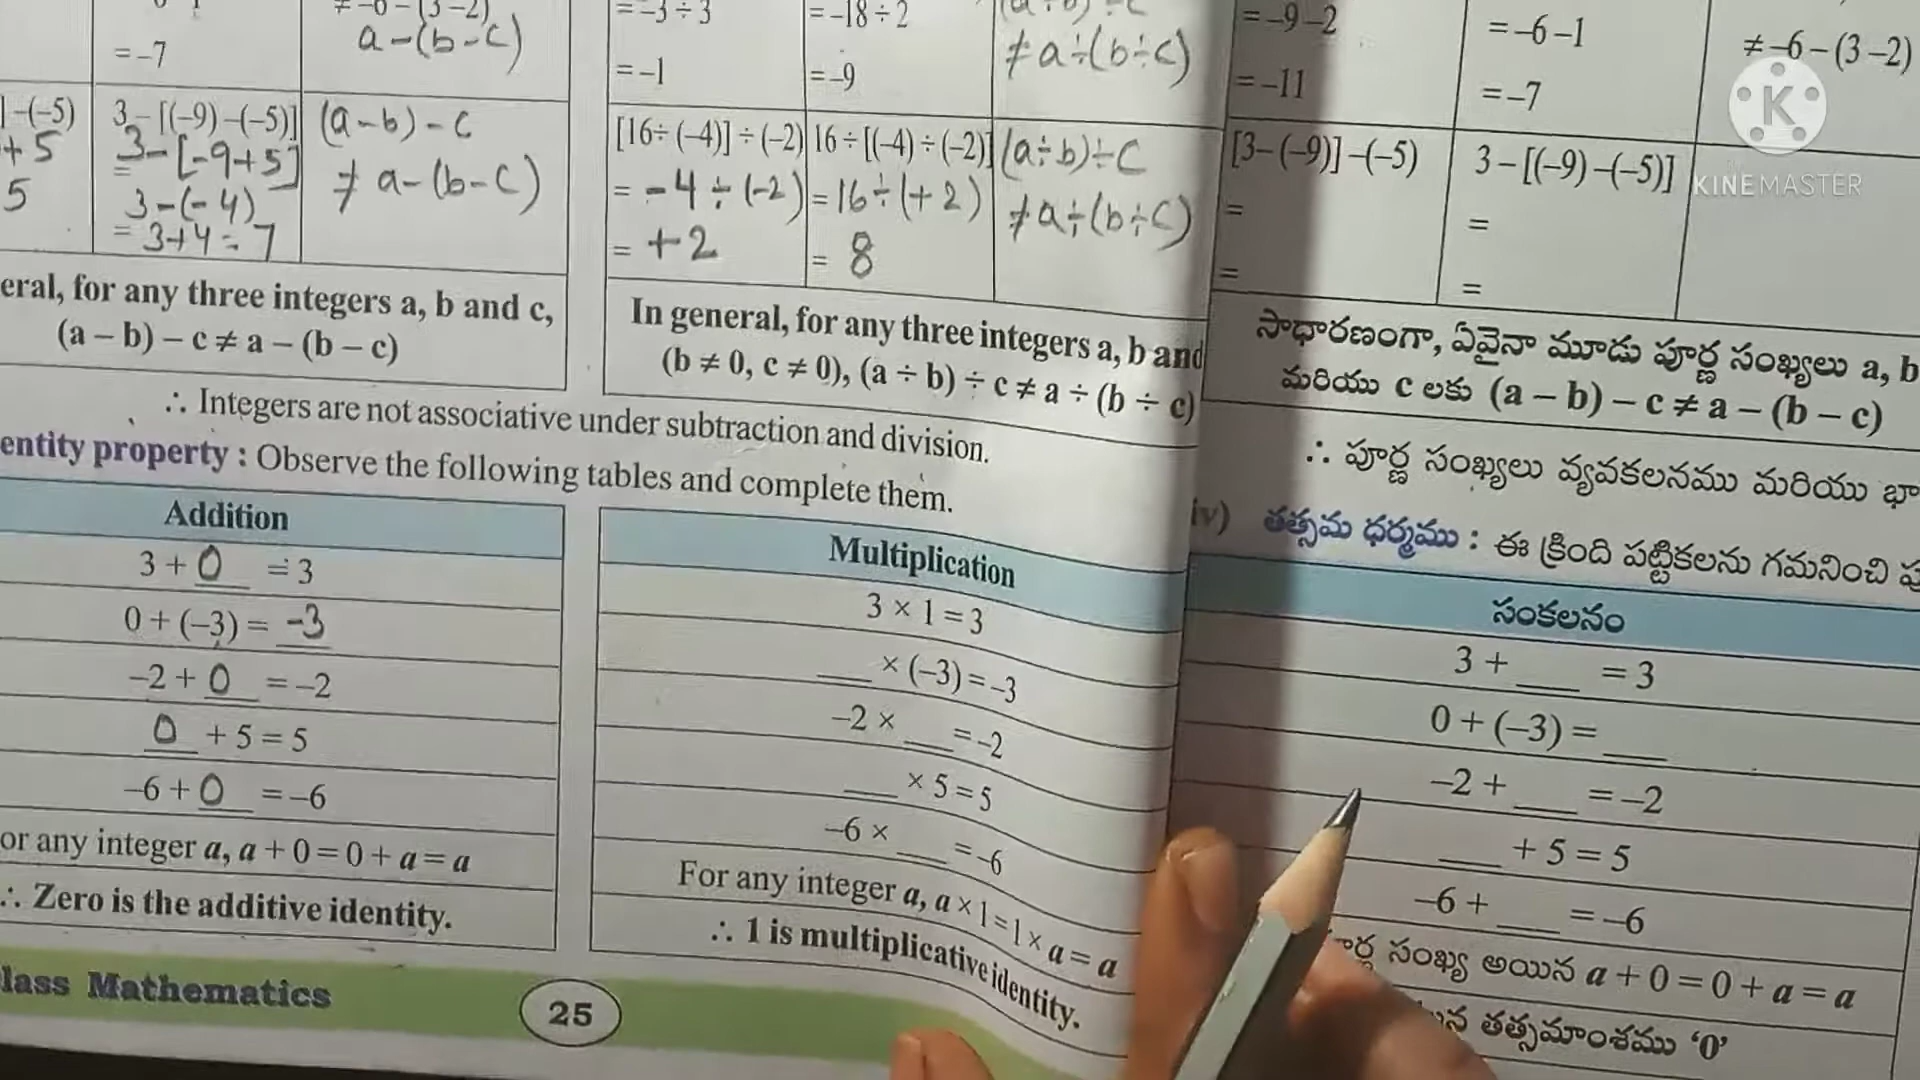 = -7
a-(b-c)
-(-5)
+5
5
3-[(-9)-(-5)]
= 3-[-9+5]
3-(-4)
= 3+4=7
(a-b)-c
≠ a-(b-c)
eral, for any three integers a, b and c,
(a – b) – c ≠ a – (b – c)
= -3 ÷ 3
= -1
= -18 ÷ 2
= -9
≠ a÷(b÷c)
[16÷(-4)]÷(-2)
= -4 ÷ (-2)
= +2
16÷[(-4)÷(-2)]
= 16÷(+2)
= 8
(a÷b)÷c
≠ a÷(b÷c)
In general, for any three integers a, b and
(b ≠ 0, c ≠ 0), (a ÷ b) ÷ c ≠ a ÷ (b ÷ c)
∴ Integers are not associative under subtraction and division.
entity property : Observe the following tables and complete them.
Addition
3 + 0 = 3
0 + (–3) = -3
–2 + 0 = –2
0 + 5 = 5
–6 + 0 = –6
or any integer a, a + 0 = 0 + a = a
∴ Zero is the additive identity.
Multiplication
3 × 1 = 3
___ × (–3) = –3
–2 × ___ = –2
___ × 5 = 5
–6 × ___ = –6
For any integer a, a × 1 = 1 × a = a
∴ 1 is multiplicative identity.
lass Mathematics
25
= –9 –2
= –11
= –6 –1
= –7
≠ –6 – (3 –2)
[3– (–9)] –(–5)
=
=
3 – [(–9) –(–5)]
=
=
K
KINEMASTER
సాధారణంగా, ఏవైనా మూడు పూర్ణ సంఖ్యలు a, b
మరియు c లకు (a – b) – c ≠ a – (b – c)
∴ పూర్ణ సంఖ్యలు వ్యవకలనము మరియు భా
iv) తత్సమ ధర్మము : ఈ క్రింది పట్టికలను గమనించి
సంకలనం
3 + ___ = 3
0 + (–3) = ___
–2 + ___ = –2
___ + 5 = 5
–6 + ___ = –6
సంఖ్య అయిన a + 0 = 0 + a = a
తత్సమాంశము ‘0’